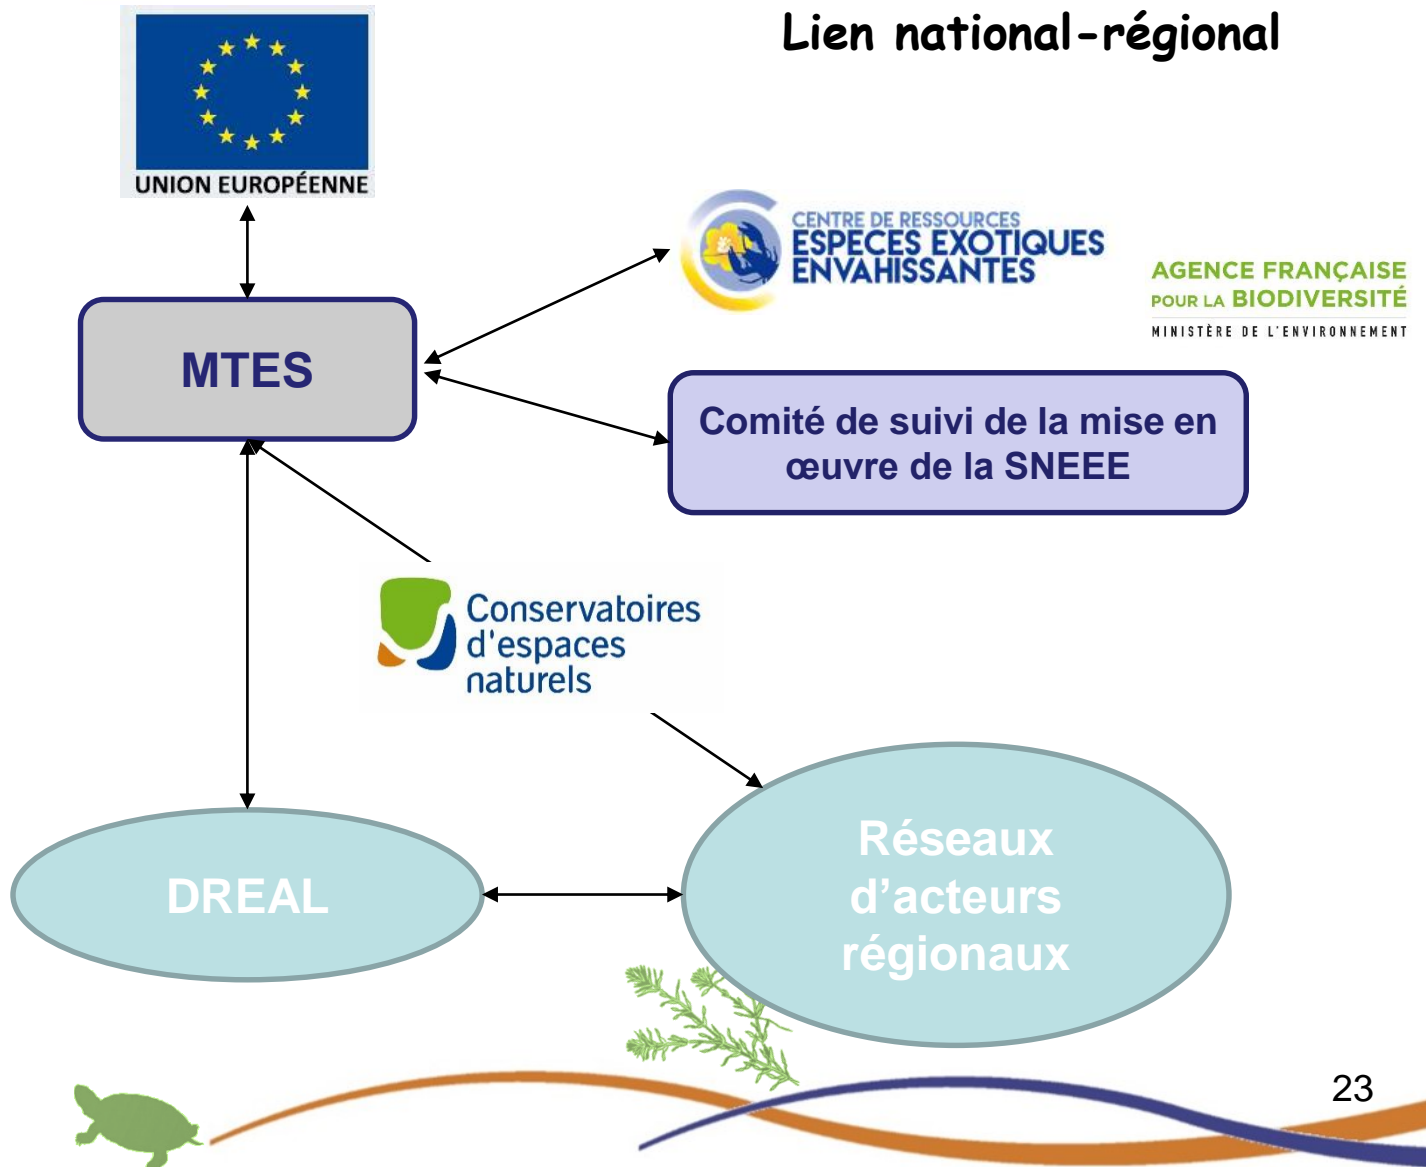 Lien national-régional
UNION EUROPÉENNE
CENTRE DE RESSOURCES
ESPECES EXOTIQUES
ENVAHISSANTES
AGENCE FRANÇAISE
POUR LA BIODIVERSITÉ
MINISTÈRE DE L'ENVIRONNEMENT
MTES
Comité de suivi de la mise en
œuvre de la SNEEE
Conservatoires
d'espaces
naturels
Réseaux
d’acteurs
régionaux
DREAL
23